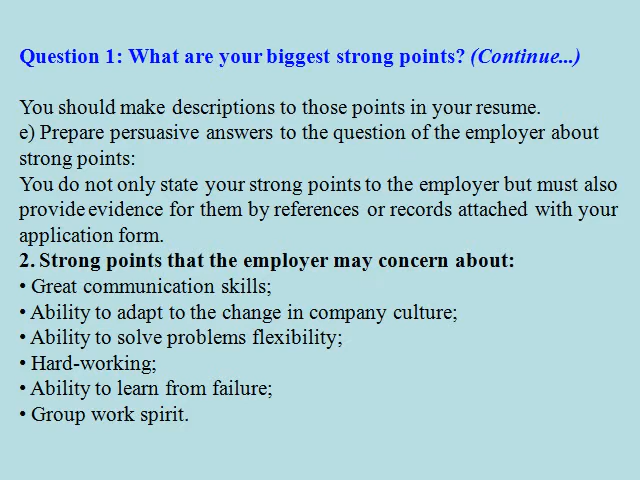 Question 1: What are your biggest strong points? (Continue...)
You should make descriptions to those points in your resume.
e) Prepare persuasive answers to the question of the employer about
strong points:
You do not only state your strong points to the employer but must also
provide evidence for them by references or records attached with your
application form.
2. Strong points that the employer may concern about:
• Great communication skills;
• Ability to adapt to the change in company culture;
• Ability to solve problems flexibility;
• Hard-working;
• Ability to learn from failure;
• Group work spirit.